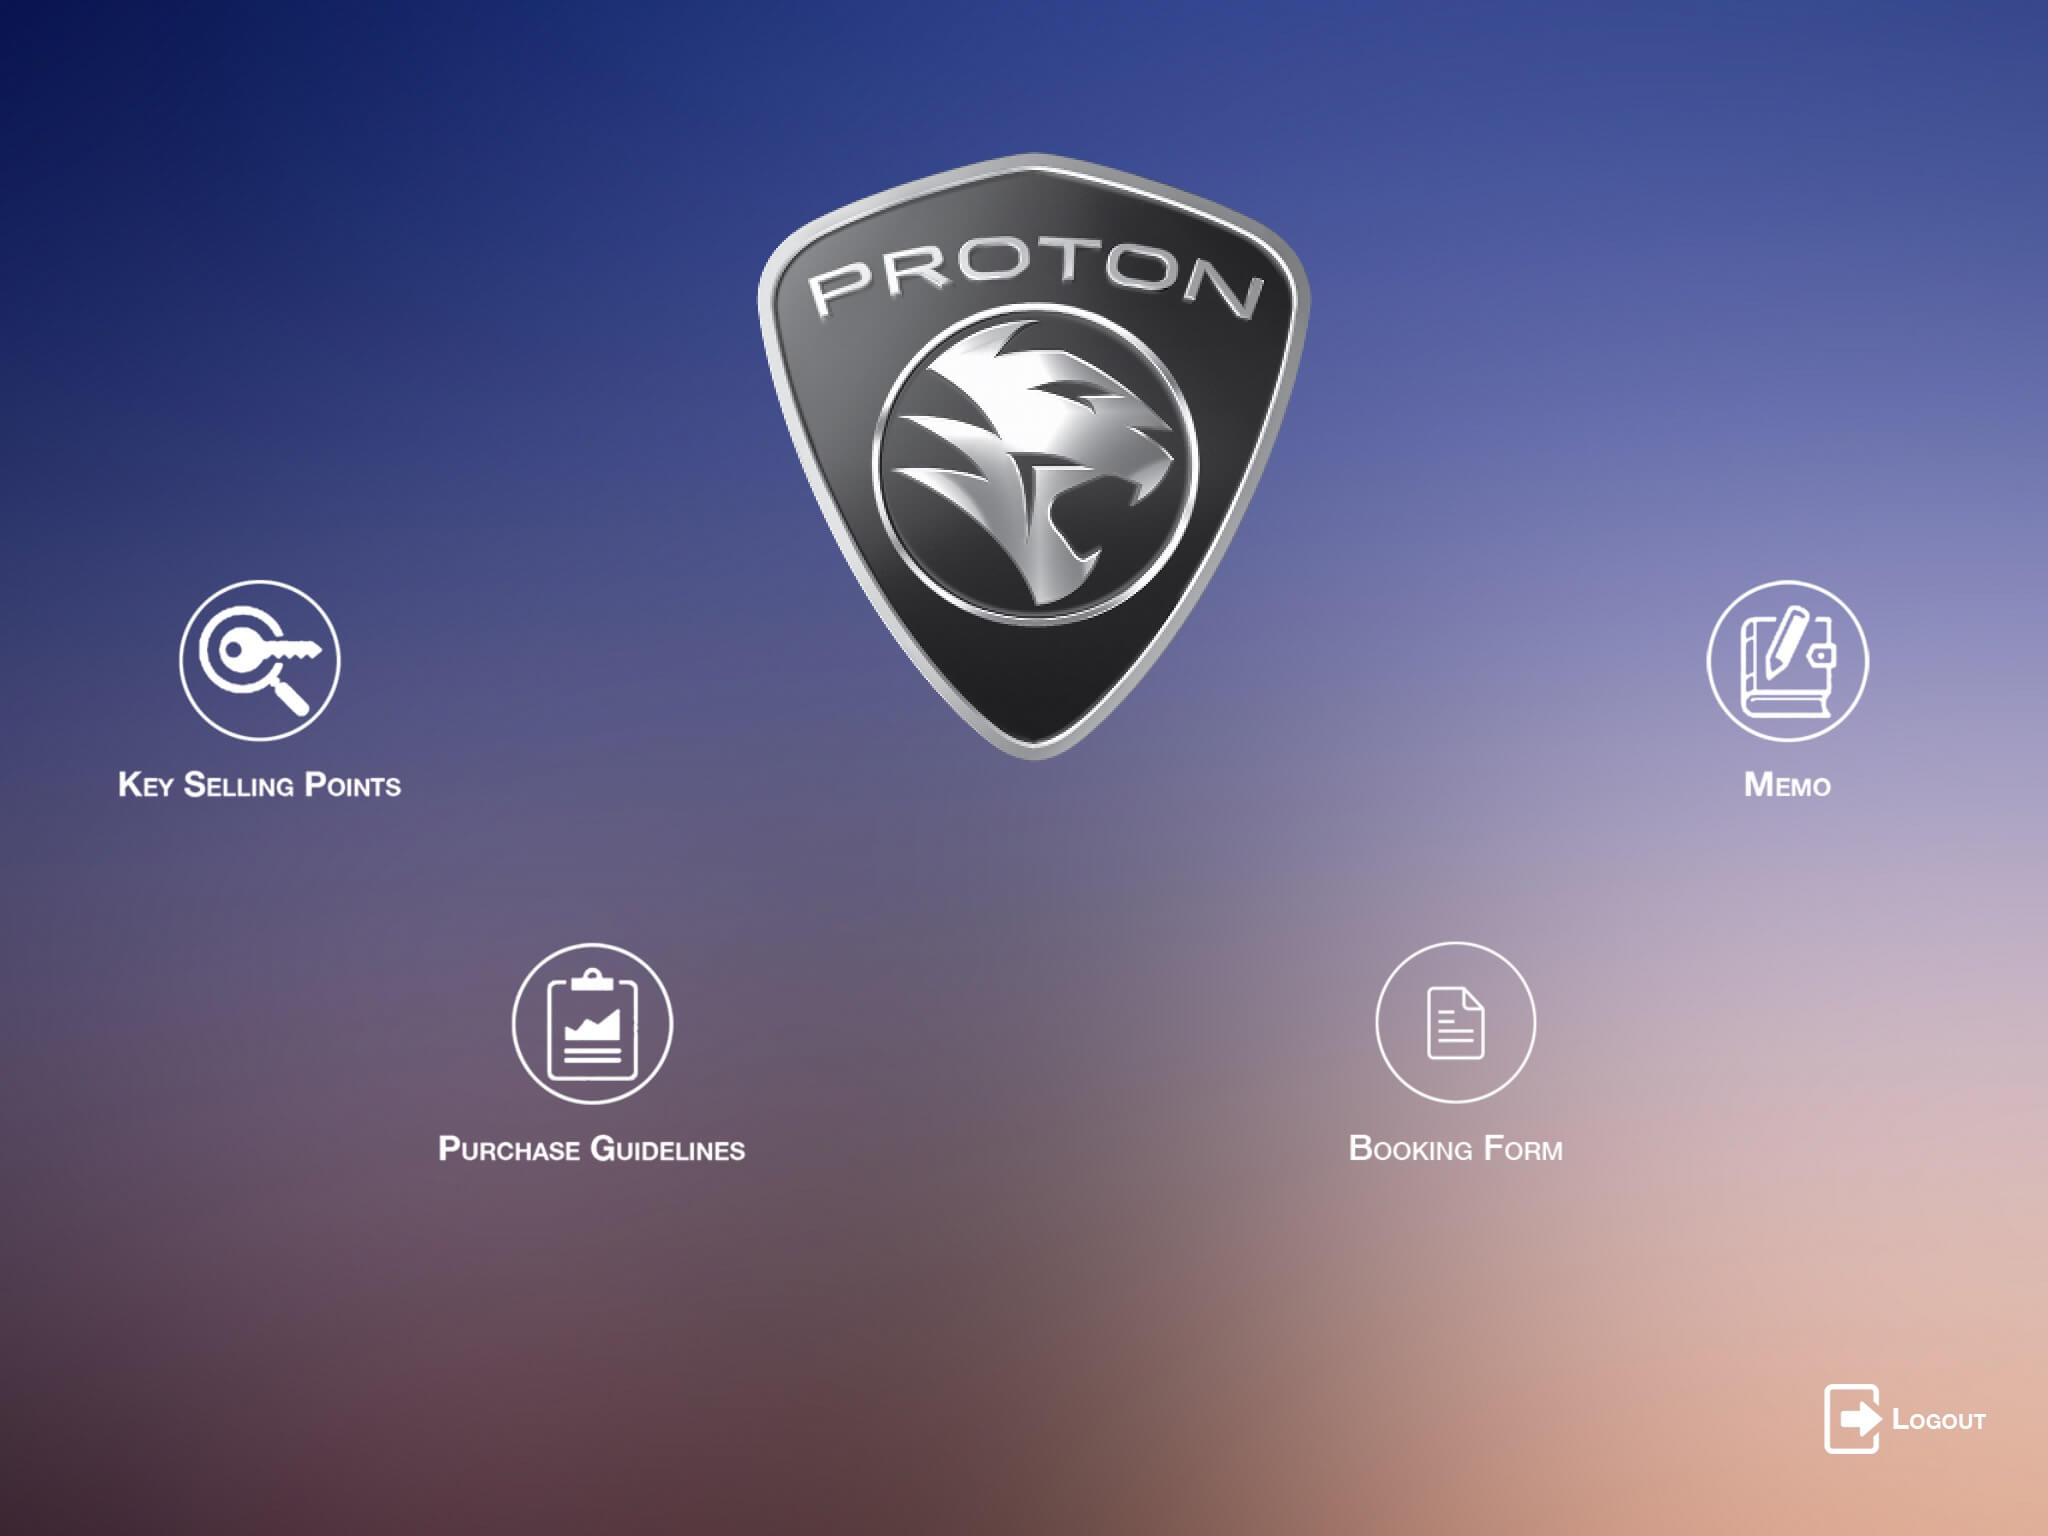 PROTON
Key Selling Points
Memo
Purchase Guidelines
Booking Form
Logout